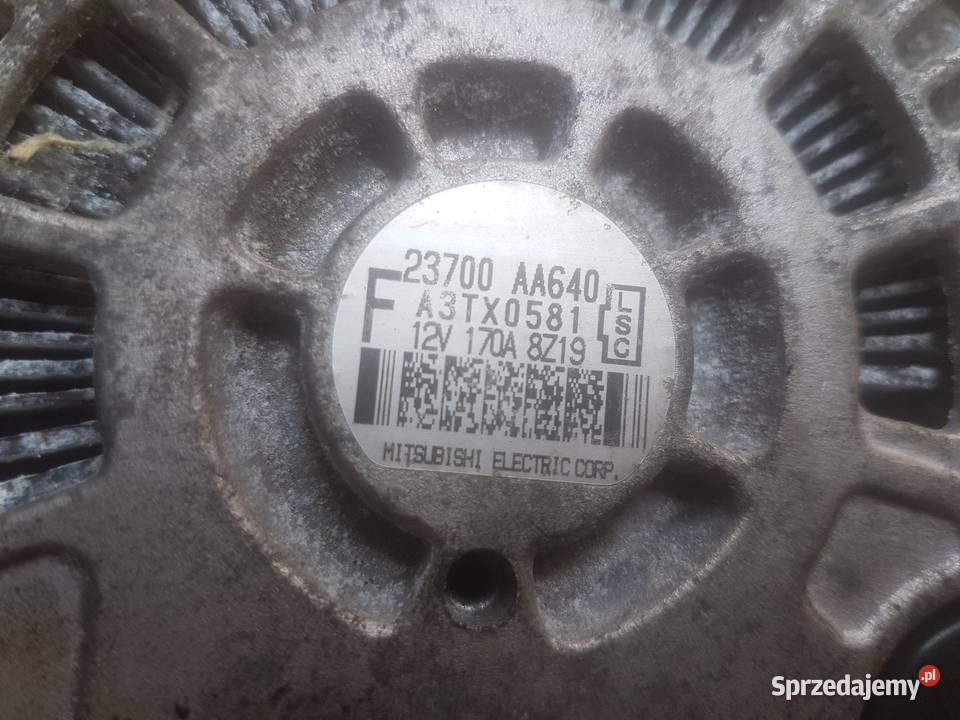 23700 AA640
F A3TX0581 LSC
12V 170A 8Z19
MITSUBISHI ELECTRIC CORP.
Sprzedajemy.pl